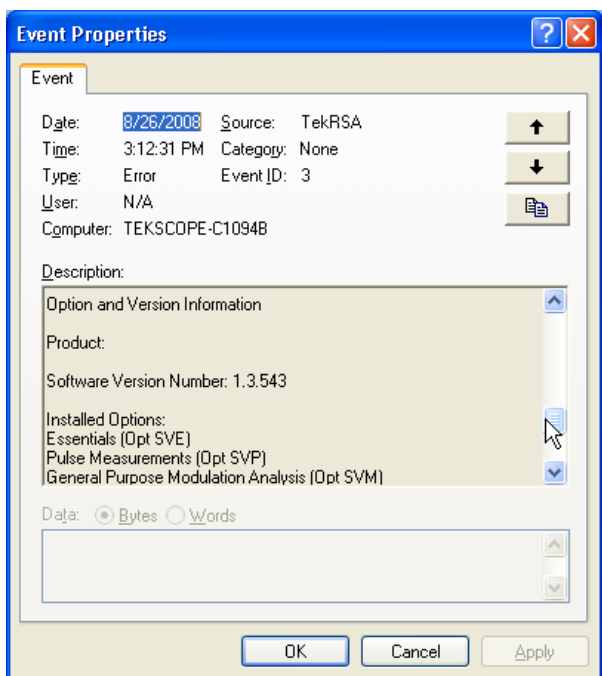 Event Properties
Event
Date: 8/26/2008 Source: TekRSA
Time: 3:12:31 PM Category: None
Type: Error Event ID: 3
User: N/A
Computer: TEKSCOPE-C1094B
Description:
Option and Version Information
Product:
Software Version Number: 1.3.543
Installed Options:
Essentials (Opt SVE)
Pulse Measurements (Opt SVP)
General Purpose Modulation Analysis (Opt SVM)
Data: Bytes Words
OK Cancel Apply